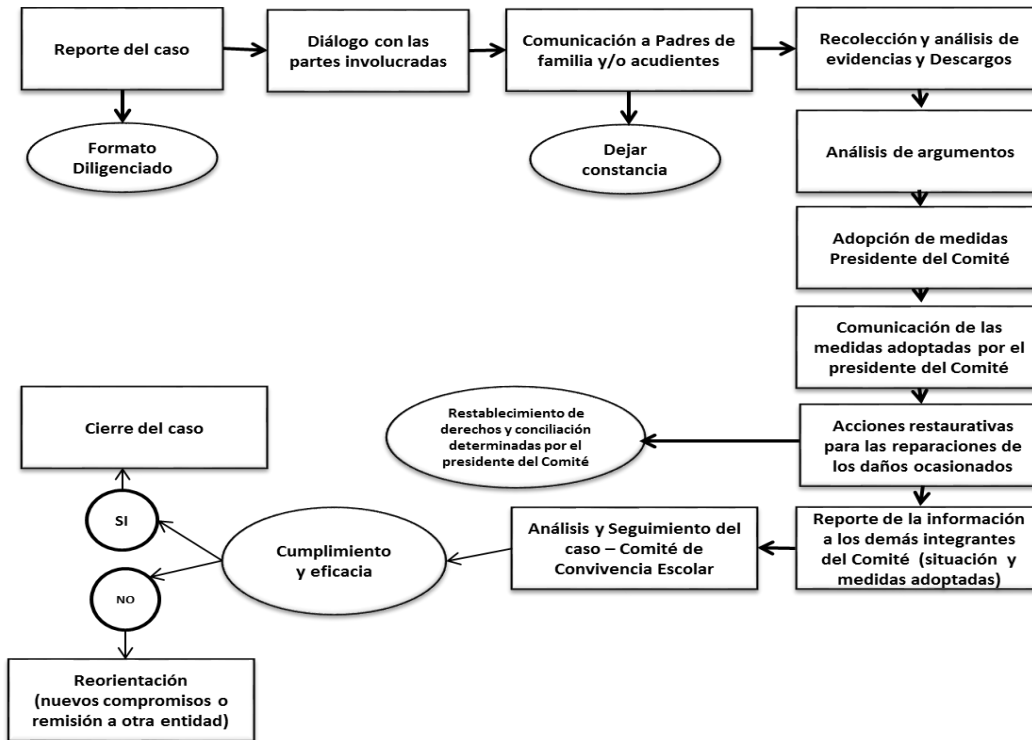 Reporte del caso
Diálogo con las
partes involucradas
Comunicación a Padres de
familia y/o acudientes
Recolección y análisis de
evidencias y Descargos
Formato
Diligenciado
Dejar
constancia
Análisis de argumentos
Adopción de medidas
Presidente del Comité
Comunicación de las
medidas adoptadas por el
presidente del Comité
Acciones restaurativas
para las reparaciones de
los daños ocasionados
Restablecimiento de
derechos y conciliación
determinadas por el
presidente del Comité
Reporte de la información
a los demás integrantes
del Comité (situación y
medidas adoptadas)
Análisis y Seguimiento del
caso – Comité de
Convivencia Escolar
Cumplimiento
y eficacia
SI
Cierre del caso
NO
Reorientación
(nuevos compromisos o
remisión a otra entidad)